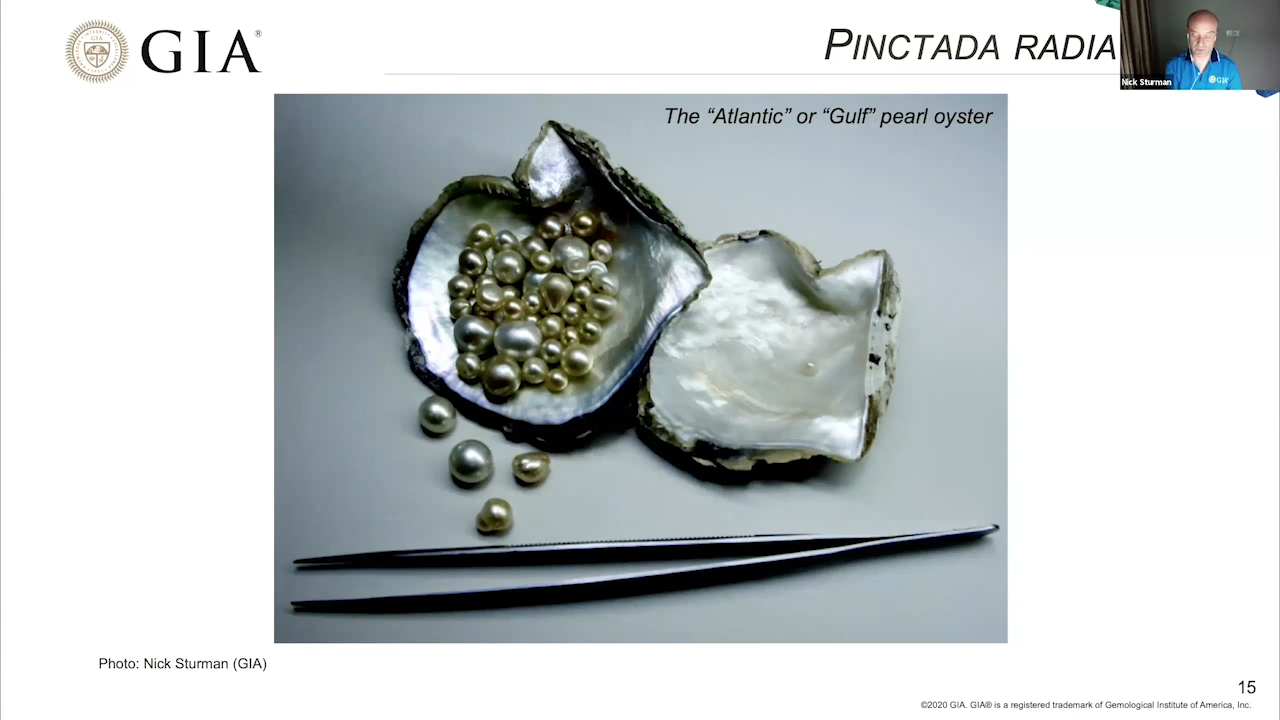 GIA®
PINCTADA RADIA
Nick Sturman
GIA
The “Atlantic” or “Gulf” pearl oyster
Photo: Nick Sturman (GIA)
15
©2020 GIA. GIA® is a registered trademark of Gemological Institute of America, Inc.